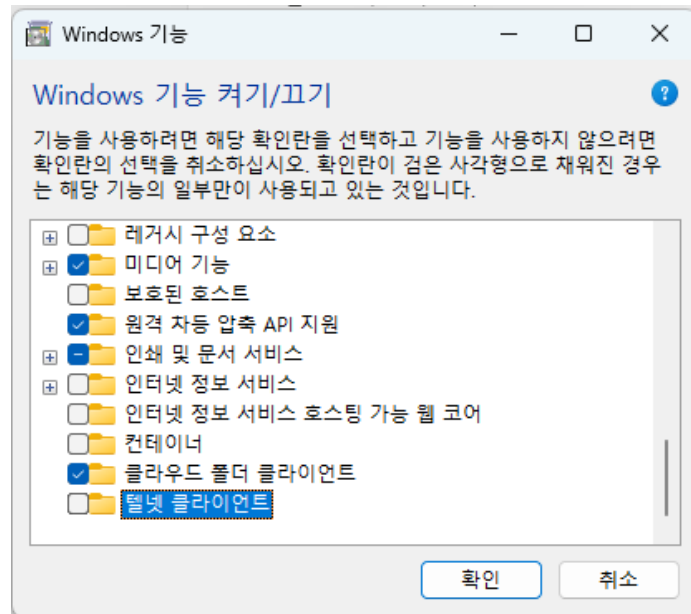 Windows 기능
Windows 기능 켜기/끄기
기능을 사용하려면 해당 확인란을 선택하고 기능을 사용하지 않으려면
확인란의 선택을 취소하십시오. 확인란이 검은 사각형으로 채워진 경우
는 해당 기능의 일부만이 사용되고 있는 것입니다.
레거시 구성 요소
미디어 기능
보호된 호스트
원격 차등 압축 API 지원
인쇄 및 문서 서비스
인터넷 정보 서비스
인터넷 정보 서비스 호스팅 가능 웹 코어
컨테이너
클라우드 폴더 클라이언트
텔넷 클라이언트
확인 취소